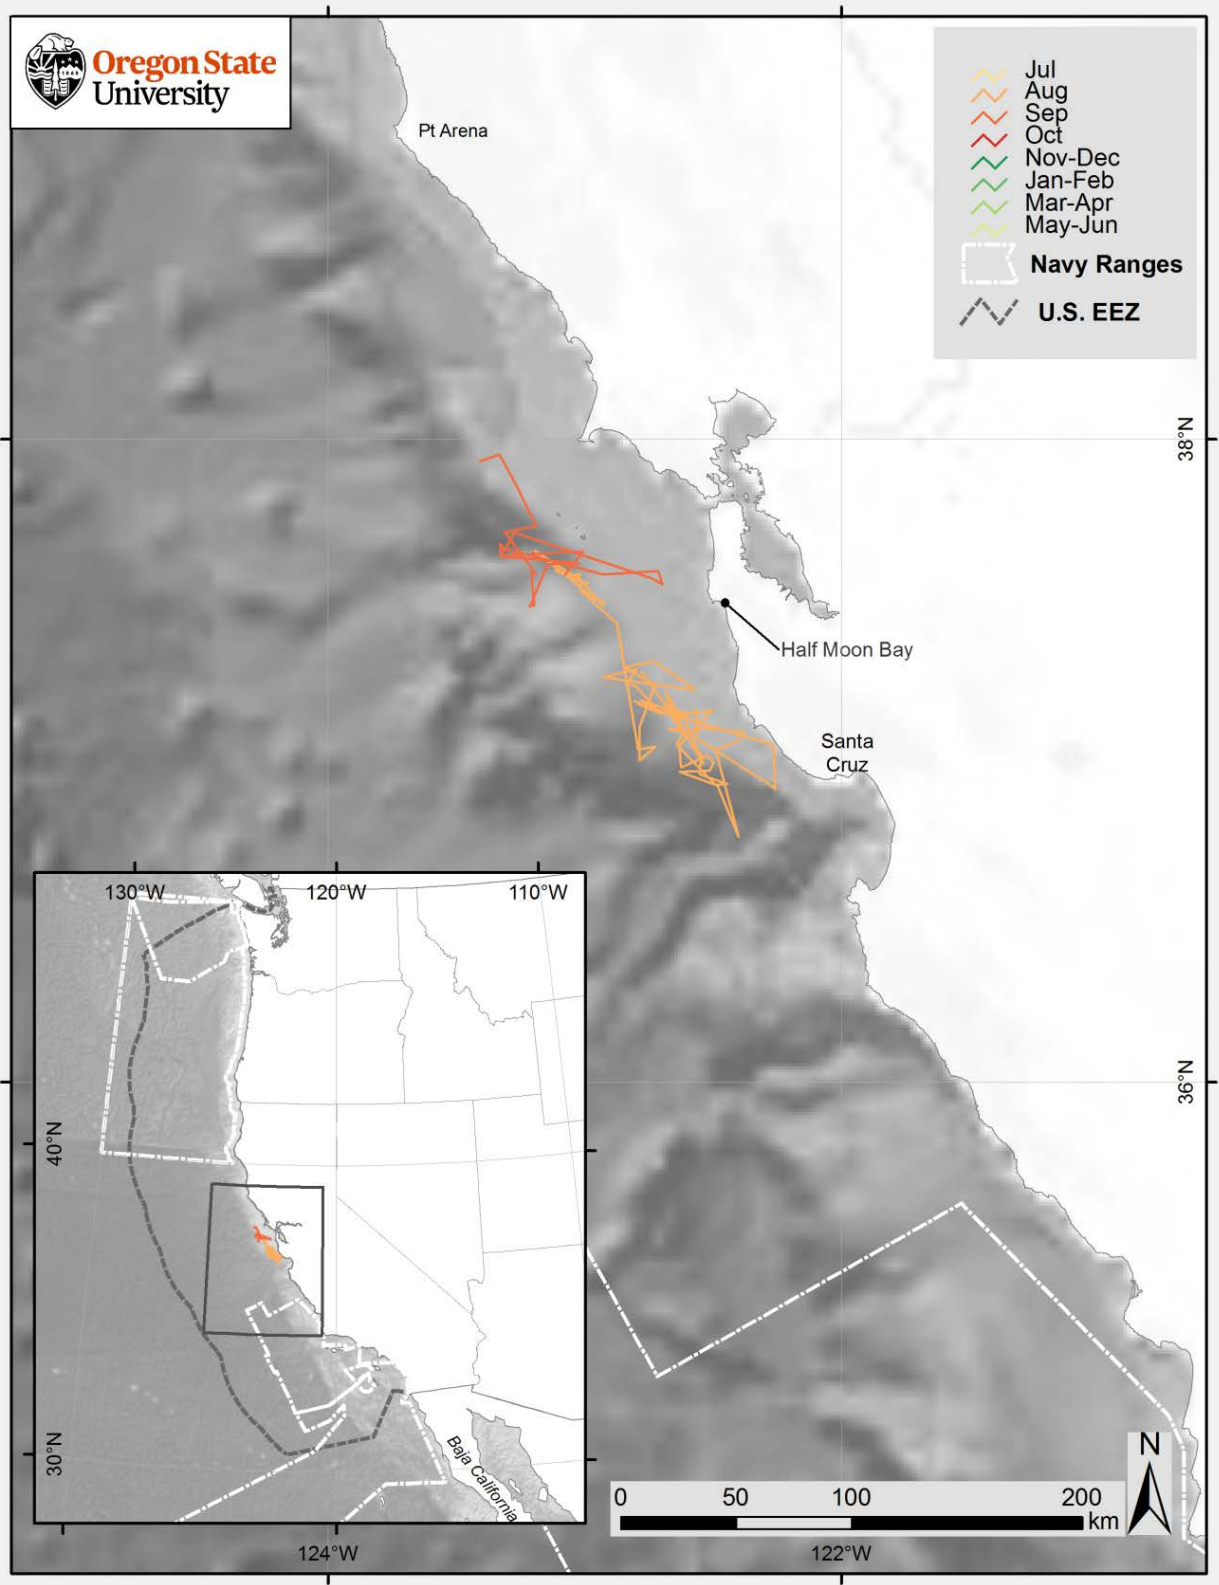 Oregon State
University
Pt Arena
Jul
Aug
Sep
Oct
Nov-Dec
Jan-Feb
Mar-Apr
May-Jun
Navy Ranges
U.S. EEZ
38°N
Half Moon Bay
Santa
Cruz
130°W
120°W
110°W
36°N
40°N
30°N
Baja California
N
0
50
100
200
km
124°W
122°W